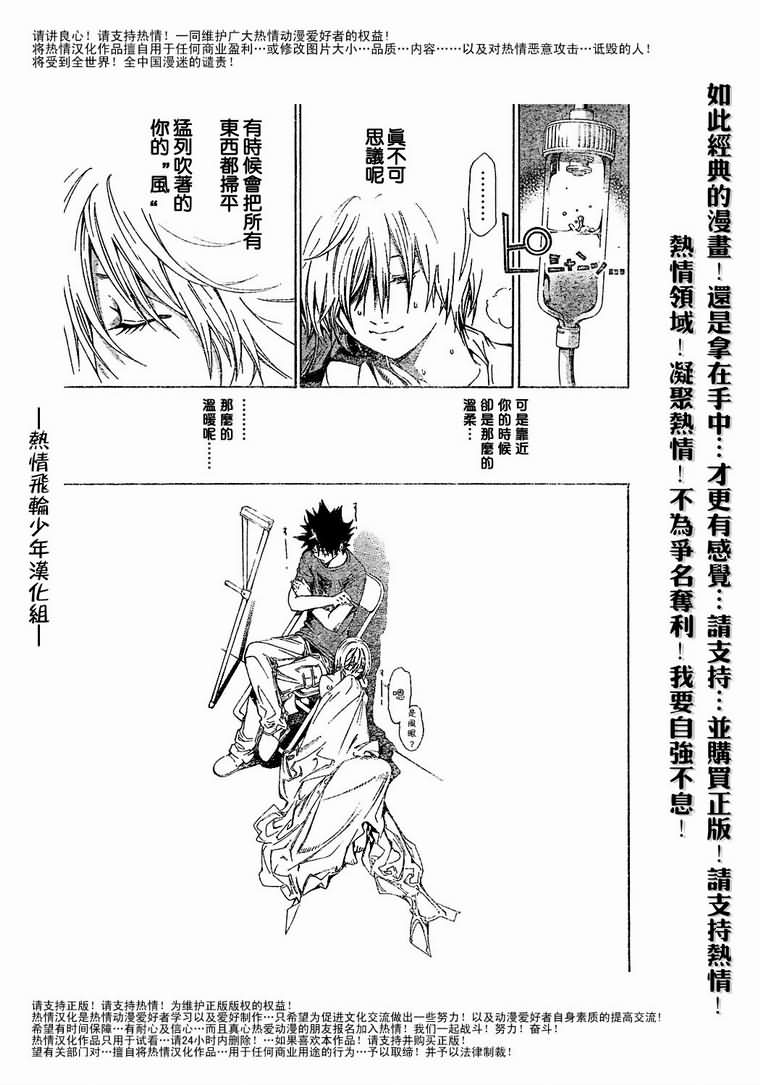 请讲良心！请支持热情！一同维护广大热情动漫爱好者的权益！
将热情汉化作品擅自用于任何商业盈利…或修改图片大小…品质…内容……以及对热情恶意攻击…诋毁的人！
将受到全世界！全中国漫迷的谴责！
如此經典的漫畫！還是拿在手中…才更有感覺…請支持…並購買正版！請支持熱情！
熱情領域！凝聚熱情！不為爭名奪利！我要自強不息！
………
眞不可
思議呢
有時候會把所有
東西都掃平
猛列吹著的
你的"風"
可是靠近
你的時候
卻是那麼的
溫柔…
………
那麼的
溫暖呢……
嗯
是風眼？
—熱情飛輪少年漢化組—
请支持正版！请支持热情！为维护正版版权的权益！
热情汉化是热情动漫爱好者学习以及爱好制作…只希望为促进文化交流做出一些努力！以及动漫爱好者自身素质的提高交流！
希望有时间保障…有耐心及信心…而且真心热爱动漫的朋友报名加入热情！我们一起战斗！努力！奋斗！
热情汉化作品只用于试看…请24小时内删除！…如果喜欢本作品！请支持并购买正版！
望有关部门对…擅自将热情汉化作品…用于任何商业用途的行为…予以取缔！并予以法律制裁！